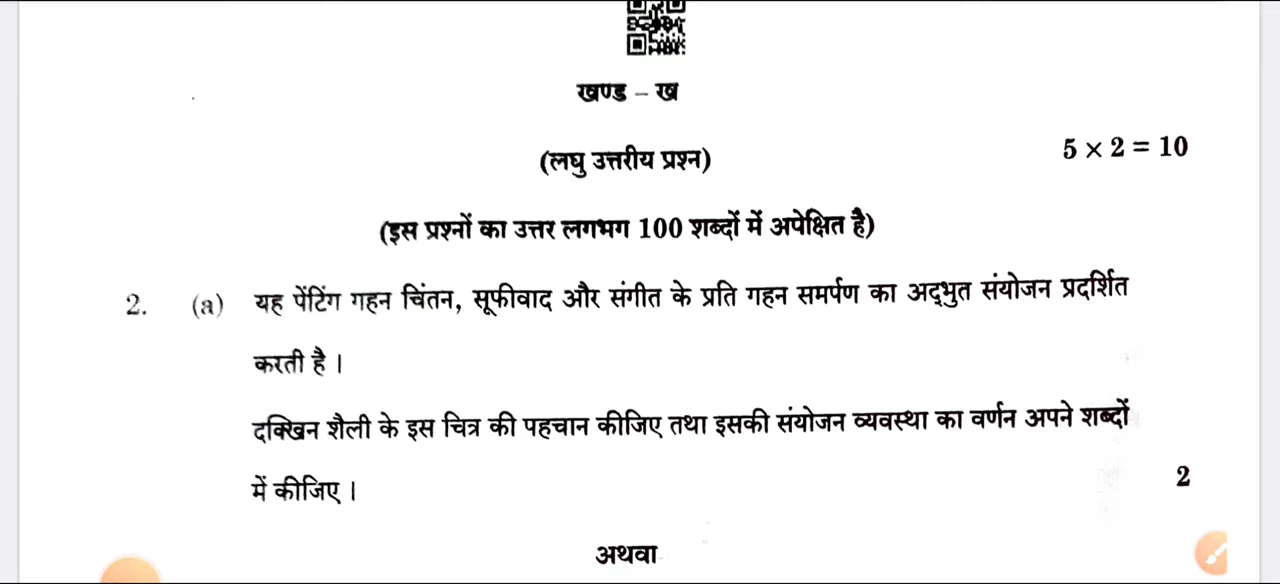 खण्ड – ख
(लघु उत्तरीय प्रश्न)
5 × 2 = 10
(इस प्रश्नों का उत्तर लगभग 100 शब्दों में अपेक्षित है)
2. (a) यह पेंटिंग गहन चिंतन, सूफीवाद और संगीत के प्रति गहन समर्पण का अद्भुत संयोजन प्रदर्शित
करती है ।
दक्खिन शैली के इस चित्र की पहचान कीजिए तथा इसकी संयोजन व्यवस्था का वर्णन अपने शब्दों
में कीजिए ।
2
अथवा